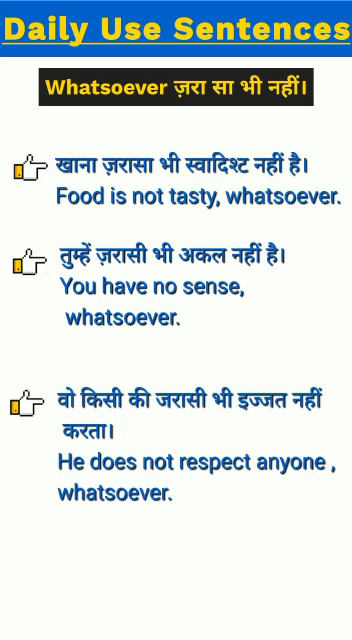 Daily Use Sentences
Whatsoever ज़रा सा भी नहीं।
खाना ज़रासा भी स्वादिश्ट नहीं है।
Food is not tasty, whatsoever.
तुम्हें ज़रासी भी अकल नहीं है।
You have no sense,
whatsoever.
वो किसी की जरासी भी इज्जत नहीं
करता।
He does not respect anyone ,
whatsoever.